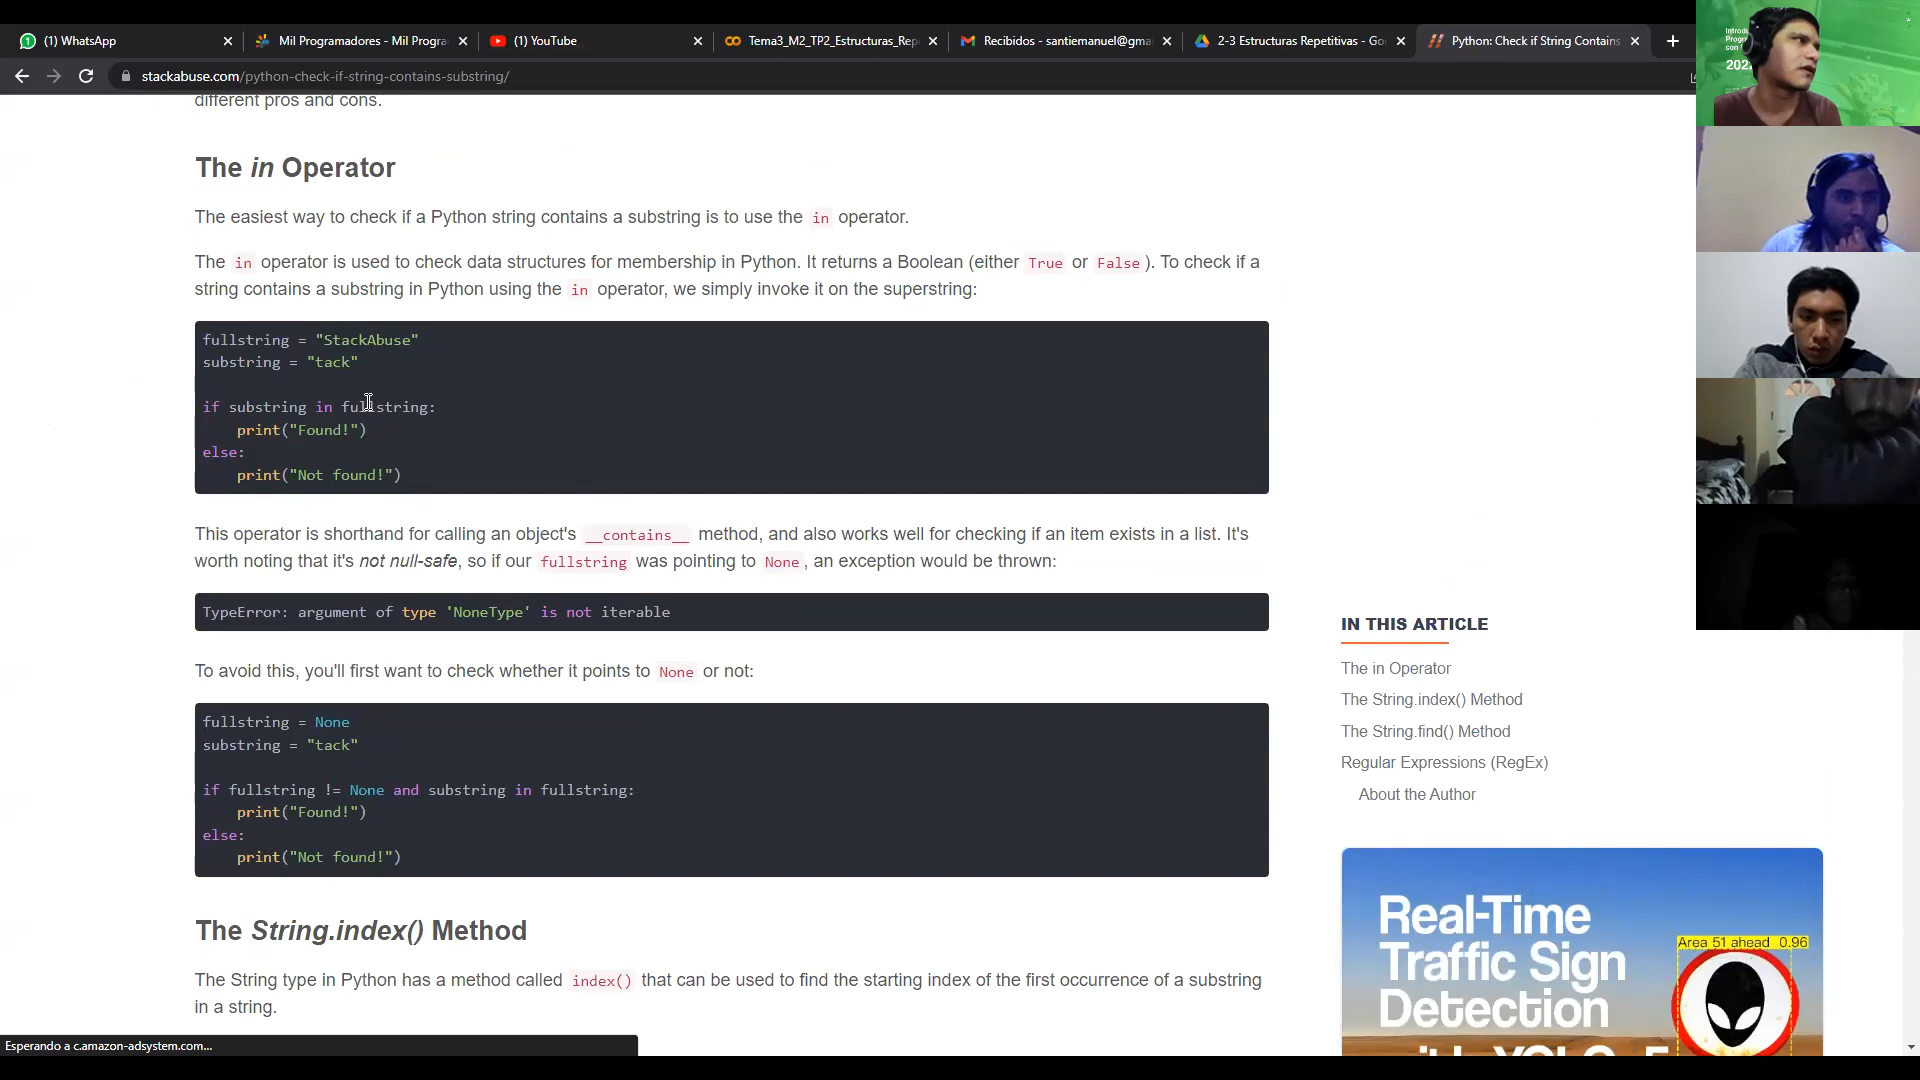 (1) WhatsApp
Mil Programadores - Mil Progra
(1) YouTube
Tema3_M2_TP2_Estructuras_Rep
Recibidos - santiemanuel@gma
2-3 Estructuras Repetitivas - Go
Python: Check if String Contains
stackabuse.com/python-check-if-string-contains-substring/
different pros and cons.
The in Operator
The easiest way to check if a Python string contains a substring is to use the in operator.
The in operator is used to check data structures for membership in Python. It returns a Boolean (either True or False ). To check if a
string contains a substring in Python using the in operator, we simply invoke it on the superstring:
fullstring = "StackAbuse"
substring = "tack"
if substring in fullstring:
print("Found!")
else:
print("Not found!")
This operator is shorthand for calling an object's __contains__ method, and also works well for checking if an item exists in a list. It's
worth noting that it's not null-safe, so if our fullstring was pointing to None , an exception would be thrown:
TypeError: argument of type 'NoneType' is not iterable
To avoid this, you'll first want to check whether it points to None or not:
fullstring = None
substring = "tack"
if fullstring != None and substring in fullstring:
print("Found!")
else:
print("Not found!")
The String.index() Method
The String type in Python has a method called index() that can be used to find the starting index of the first occurrence of a substring
in a string.
IN THIS ARTICLE
The in Operator
The String.index() Method
The String.find() Method
Regular Expressions (RegEx)
About the Author
Real-Time
Traffic Sign
Detection
Area 51 ahead 0.96
Esperando a c.amazon-adsystem.com...